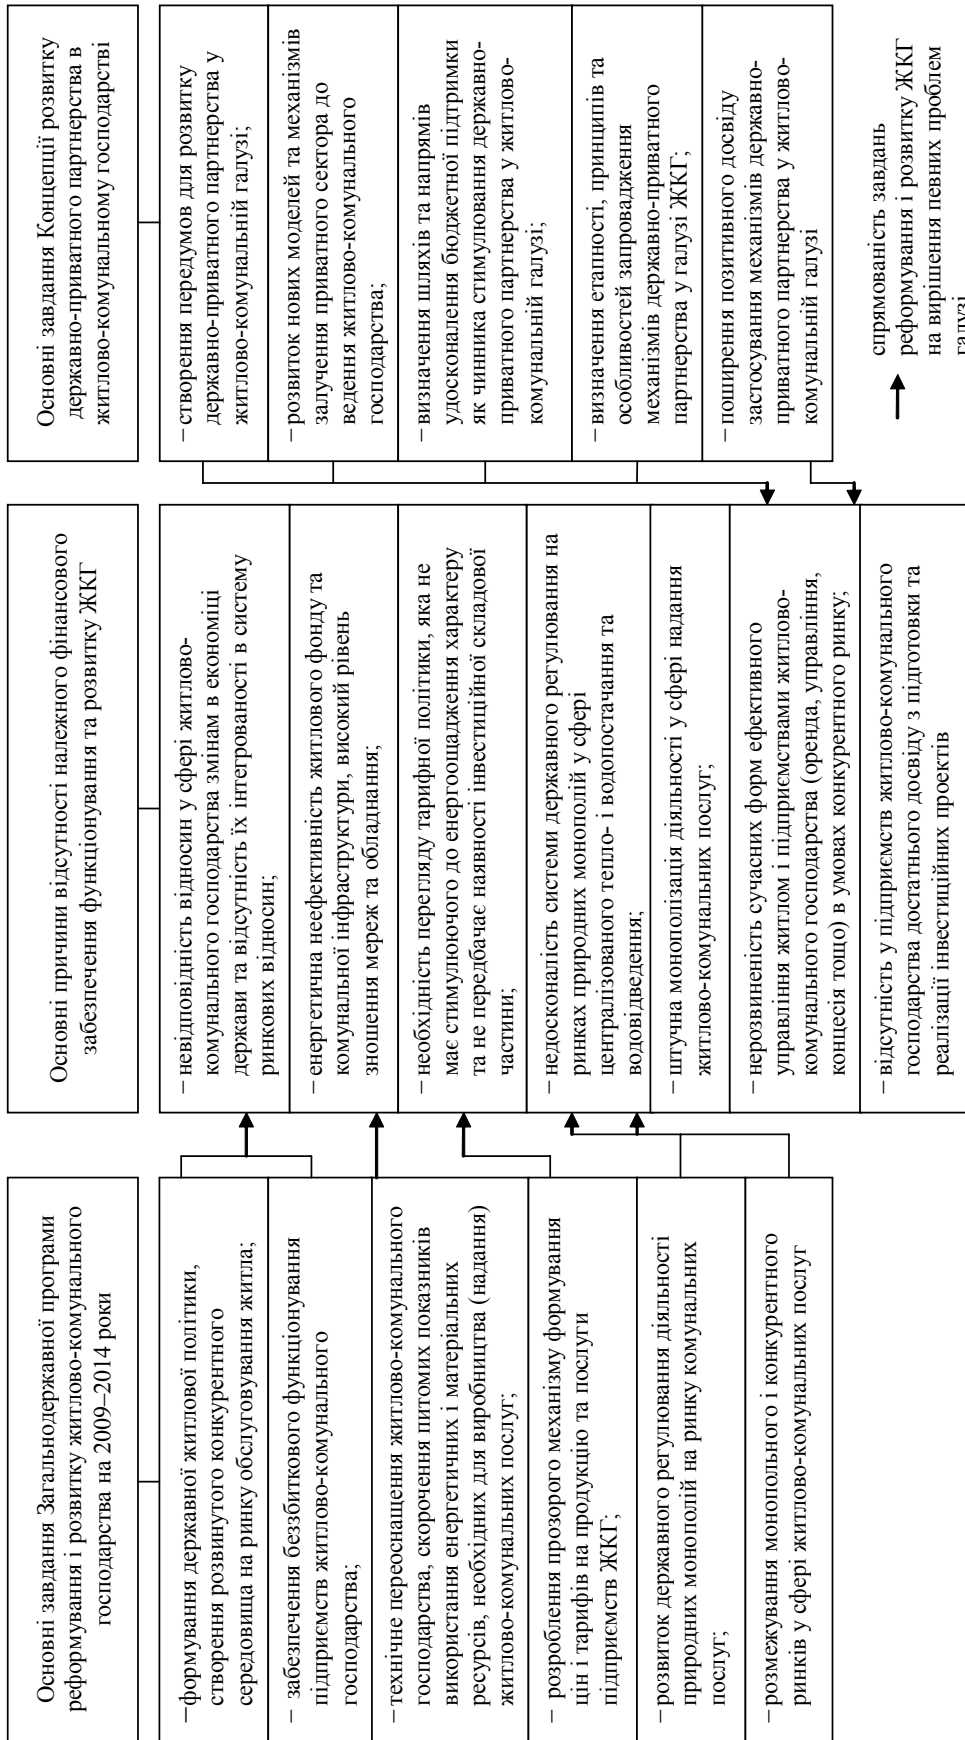 Основні завдання Загальнодержавної програми
реформування і розвитку житлово-комунального
господарства на 2009–2014 роки
–формування державної житлової політики,
створення розвинутого конкурентного
середовища на ринку обслуговування житла;
– забезпечення беззбиткового функціонування
підприємств житлово-комунального
господарства;
–технічне переоснащення житлово-комунального
господарства, скорочення питомих показників
використання енергетичних і матеріальних
ресурсів, необхідних для виробництва (надання)
житлово-комунальних послуг;
– розроблення прозорого механізму формування
цін і тарифів на продукцію та послуги
підприємств ЖКГ;
–розвиток державного регулювання діяльності
природних монополій на ринку комунальних
послуг;
–розмежування монопольного і конкурентного
ринків у сфері житлово-комунальних послуг
Основні причини відсутності належного фінансового
забезпечення функціонування та розвитку ЖКГ
–невідповідність відносин у сфері житлово-
комунального господарства змінам в економіці
держави та відсутність їх інтегрованості в систему
ринкових відносин;
–енергетична неефективність житлового фонду та
комунальної інфраструктури, високий рівень
зношення мереж та обладнання;
–необхідність перегляду тарифної політики, яка не
має стимулюючого до енергоощадження характеру
та не передбачає наявності інвестиційної складової
частини;
–недосконалість системи державного регулювання на
ринках природних монополій у сфері
централізованого тепло- і водопостачання та
водовідведення;
–штучна монополізація діяльності у сфері надання
житлово-комунальних послуг;
–нерозвиненість сучасних форм ефективного
управління житлом і підприємствами житлово-
комунального господарства (оренда, управління,
концесія тощо) в умовах конкурентного ринку;
–відсутність у підприємств житлово-комунального
господарства достатнього досвіду з підготовки та
реалізації інвестиційних проектів
Основні завдання Концепції розвитку
державно-приватного партнерства в
житлово-комунальному господарстві
–створення передумов для розвитку
державно-приватного партнерства у
житлово-комунальній галузі;
–розвиток нових моделей та механізмів
залучення приватного сектора до
ведення житлово-комунального
господарства;
–визначення шляхів та напрямів
удосконалення бюджетної підтримки
як чинника стимулювання державно-
приватного партнерства у житлово-
комунальній галузі;
–визначення етапності, принципів та
особливостей запровадження
механізмів державно-приватного
партнерства у галузі ЖКГ;
–поширення позитивного досвіду
застосування механізмів державно-
приватного партнерства у житлово-
комунальній галузі
спрямованість завдань
реформування і розвитку ЖКГ
на вирішення певних проблем
галузі